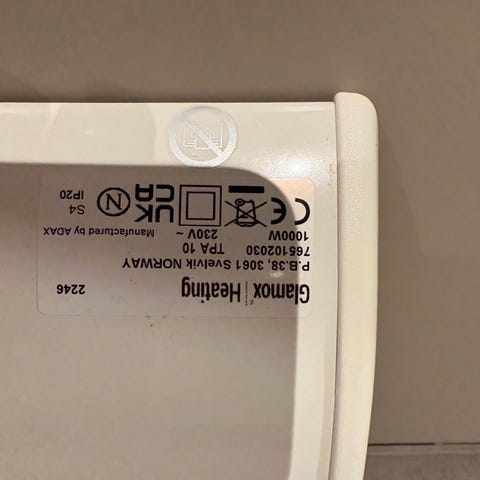 Glamox Heating 2246
P.B.38, 3061 Svelvik NORWAY
765102030 TPA 10
1000W 230V ~ Manufactured by ADAX
CE UK CA N S4
IP20